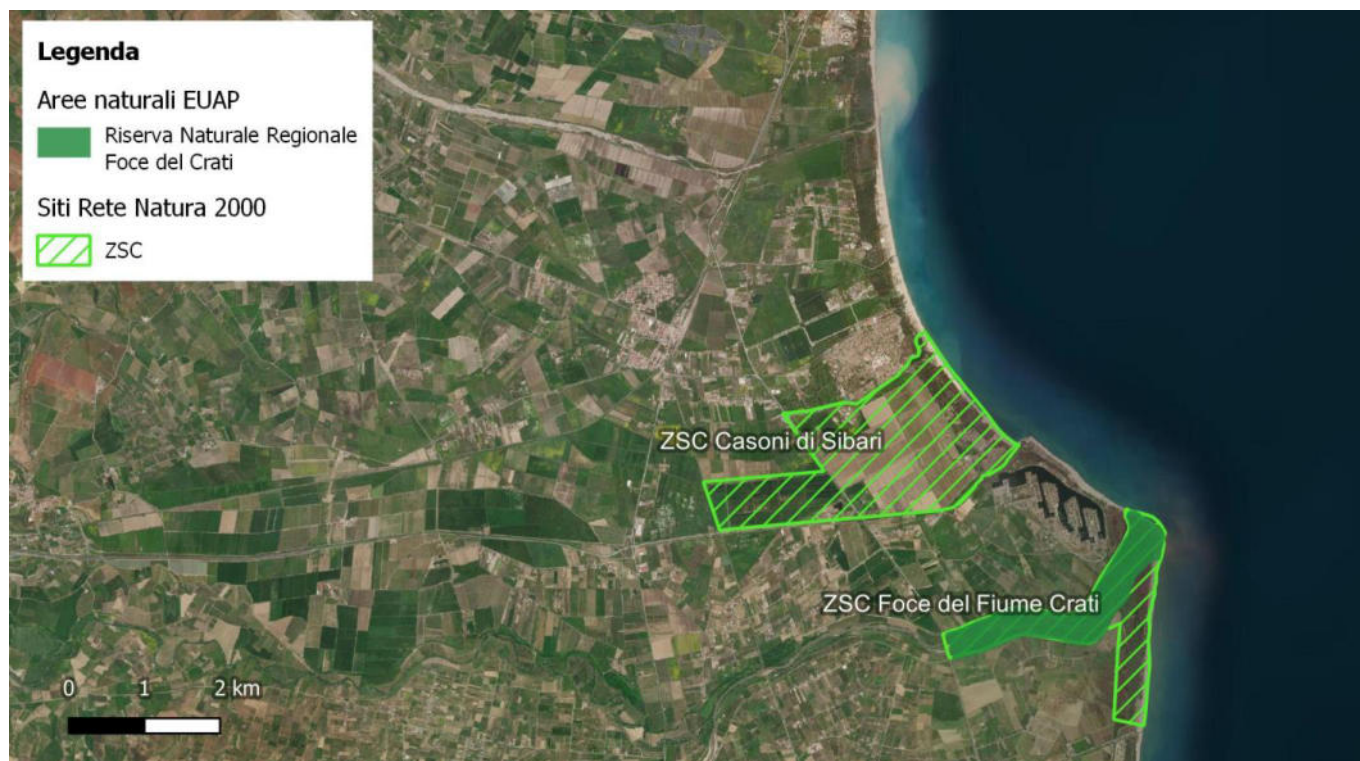 Legenda
Aree naturali EUAP
Riserva Naturale Regionale
Foce del Crati
Siti Rete Natura 2000
ZSC
ZSC Casoni di Sibari
ZSC Foce del Fiume Crati
0 1 2 km